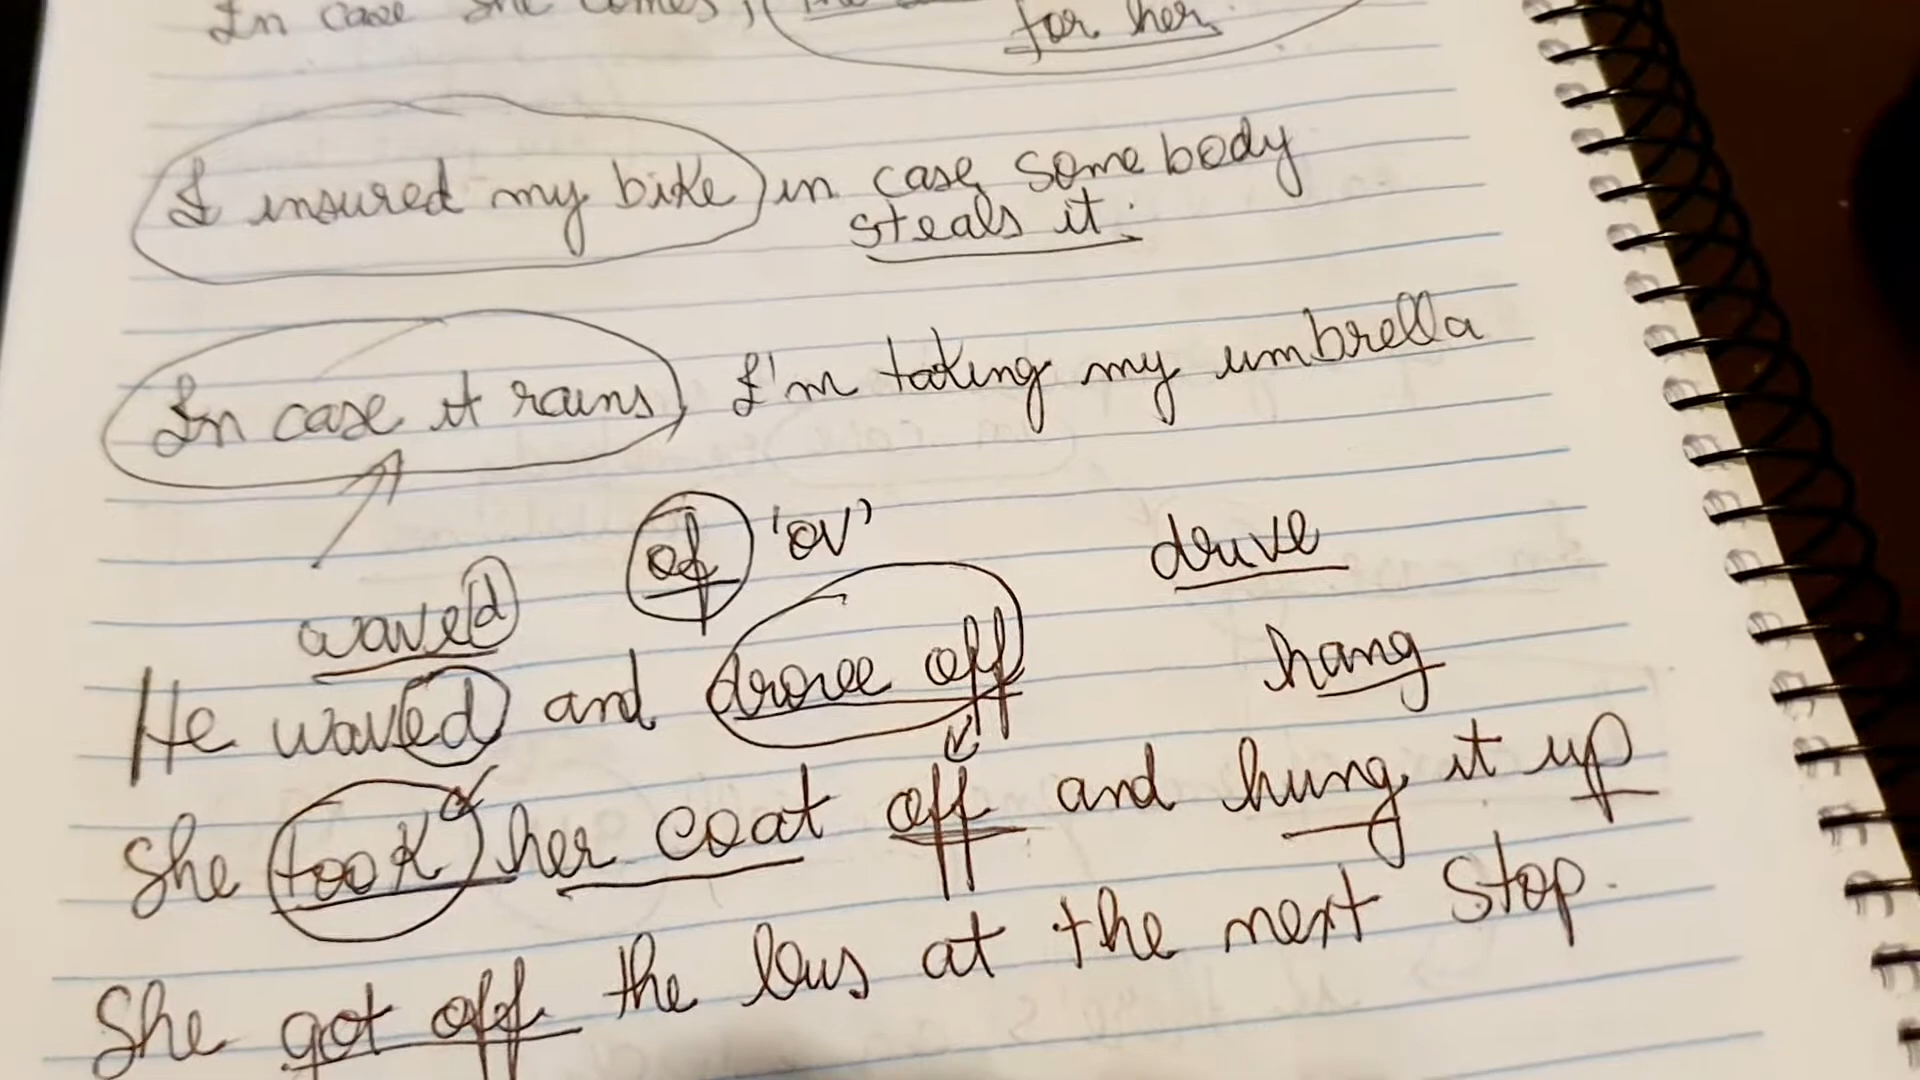 In case she comes,
for her.
I insured my bike in case somebody
steals it.
In case it rains, I'm taking my umbrella
of 'ov' drive
waved hang
He waved and drove off
She took her coat off and hung it up
She got off the bus at the next stop.